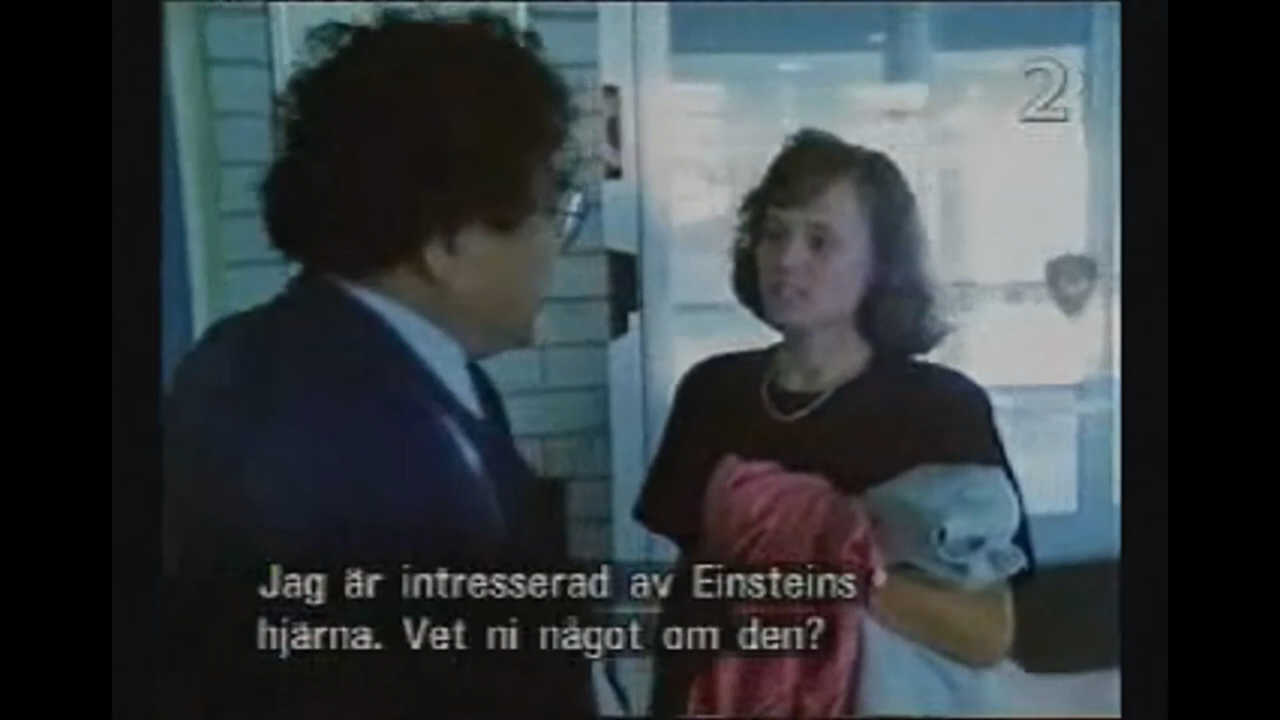 2
Jag är intresserad av Einsteins
hjärna. Vet ni något om den?